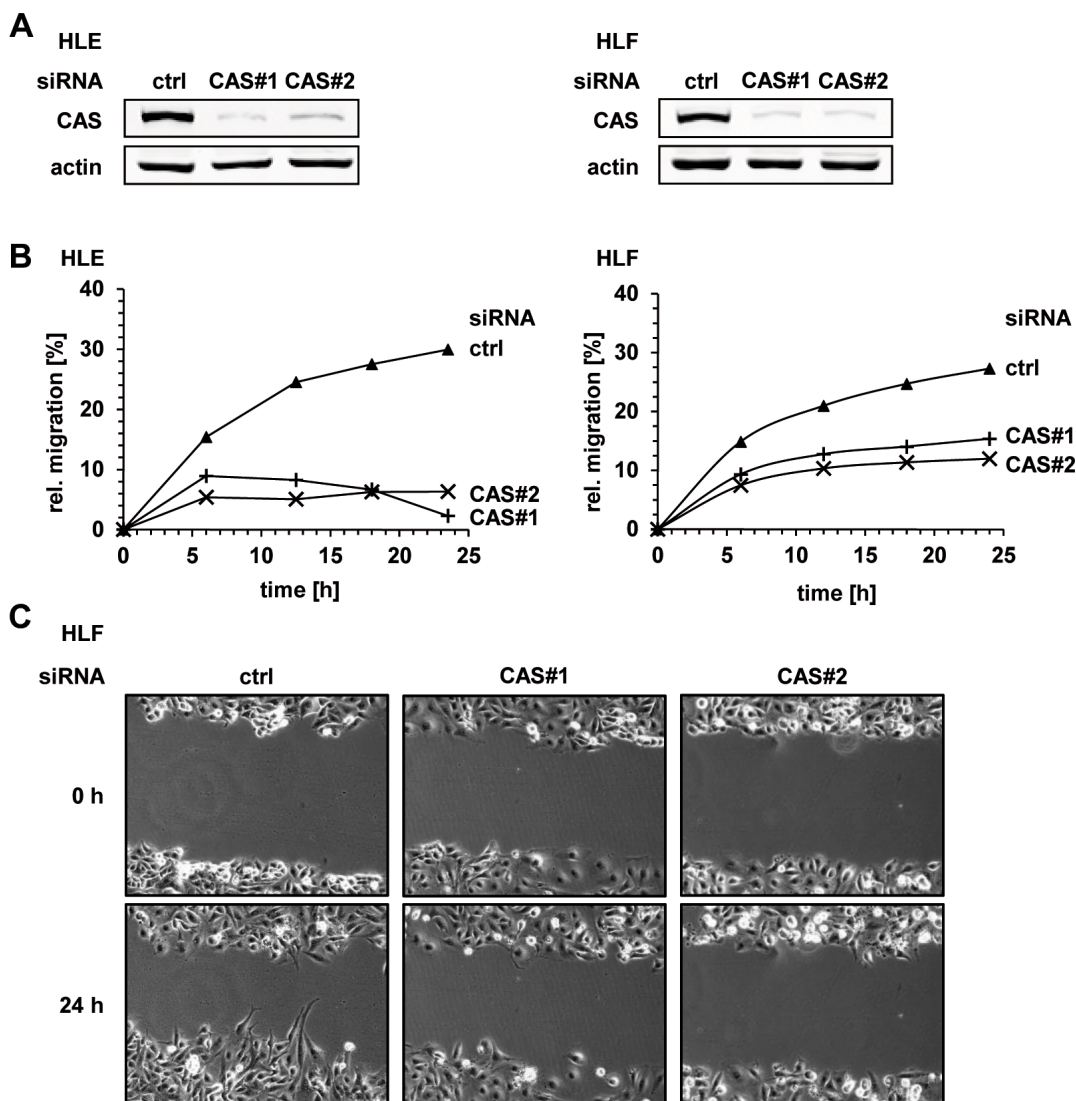 A
HLE
siRNA ctrl CAS#1 CAS#2
CAS
actin
HLF
siRNA ctrl CAS#1 CAS#2
CAS
actin
B
HLE
rel. migration [%]
40
30
20
10
0
0 5 10 15 20 25
time [h]
siRNA
ctrl
CAS#2
CAS#1
HLF
rel. migration [%]
40
30
20
10
0
0 5 10 15 20 25
time [h]
siRNA
ctrl
CAS#1
CAS#2
C
HLF
siRNA ctrl CAS#1 CAS#2
0 h
24 h